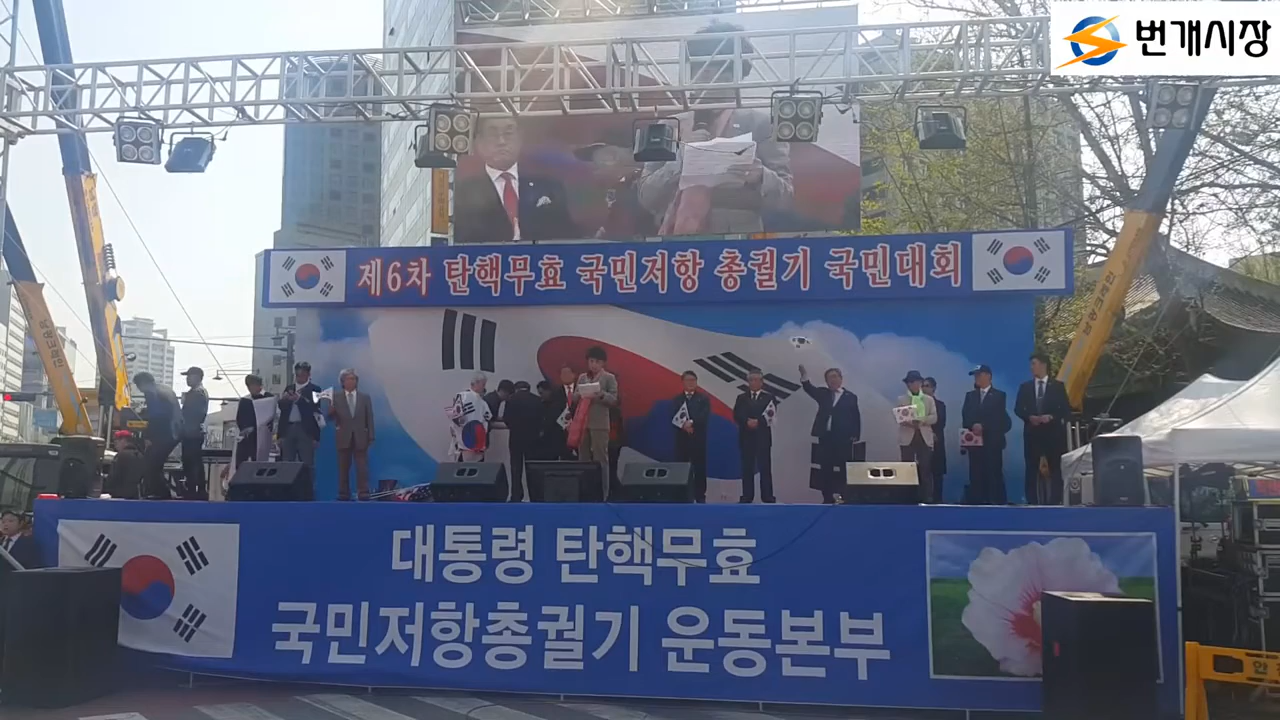 번개시장
제6차 탄핵무효 국민저항 총궐기 국민대회
대통령 탄핵무효
국민저항총궐기 운동본부